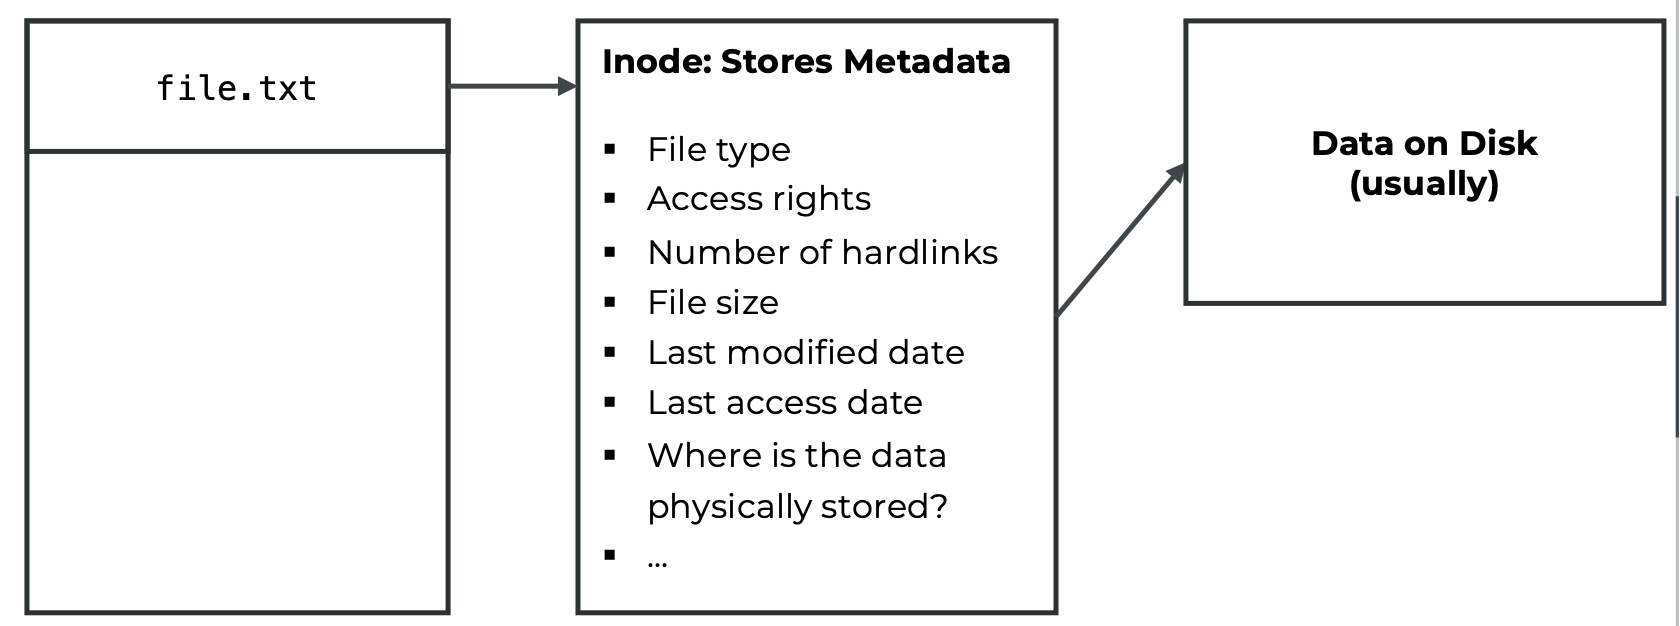 file.txt
Inode: Stores Metadata
▪ File type
▪ Access rights
▪ Number of hardlinks
▪ File size
▪ Last modified date
▪ Last access date
▪ Where is the data
physically stored?
▪ ...
Data on Disk
(usually)